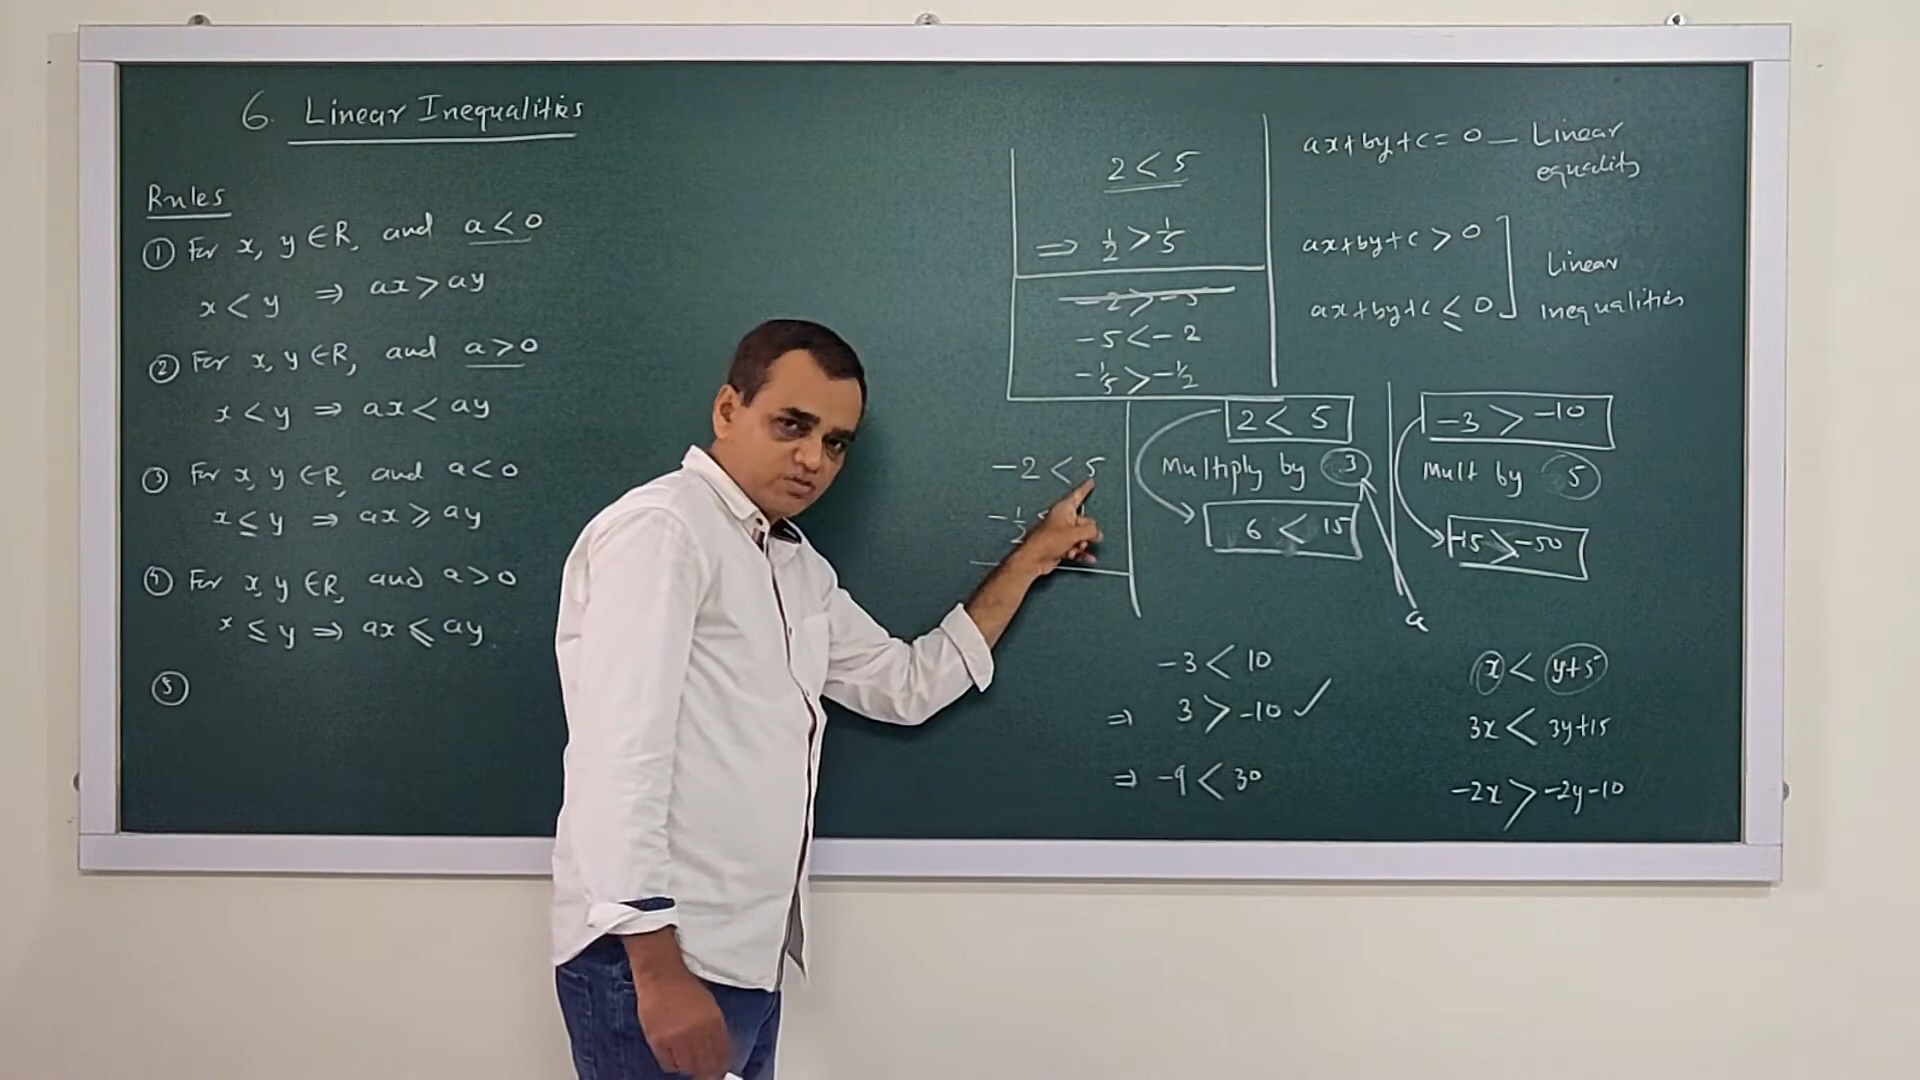 6. Linear Inequalities
Rules
① For x, y ∈ R, and a < 0
x < y ⇒ ax > ay
② For x, y ∈ R, and a > 0
x < y ⇒ ax < ay
③ For x, y ∈ R, and a < 0
x ≤ y ⇒ ax ≥ ay
④ For x, y ∈ R, and a > 0
x ≤ y ⇒ ax ≤ ay
⑤
2 < 5
⇒ 1/2 > 1/5
-2 > -5
-5 < -2
-1/5 > -1/2
-2 < 5
-1/2 <
ax+by+c = 0 — Linear
equality
ax+by+c > 0
ax+by+c ≤ 0
Linear
inequalities
2 < 5
Multiply by 3
6 < 15
-3 > -10
Mult by 5
-15 > -50
a
-3 < 10
⇒ 3 > -10 ✓
⇒ -9 < 30
x < y+5
3x < 3y+15
-2x > -2y-10